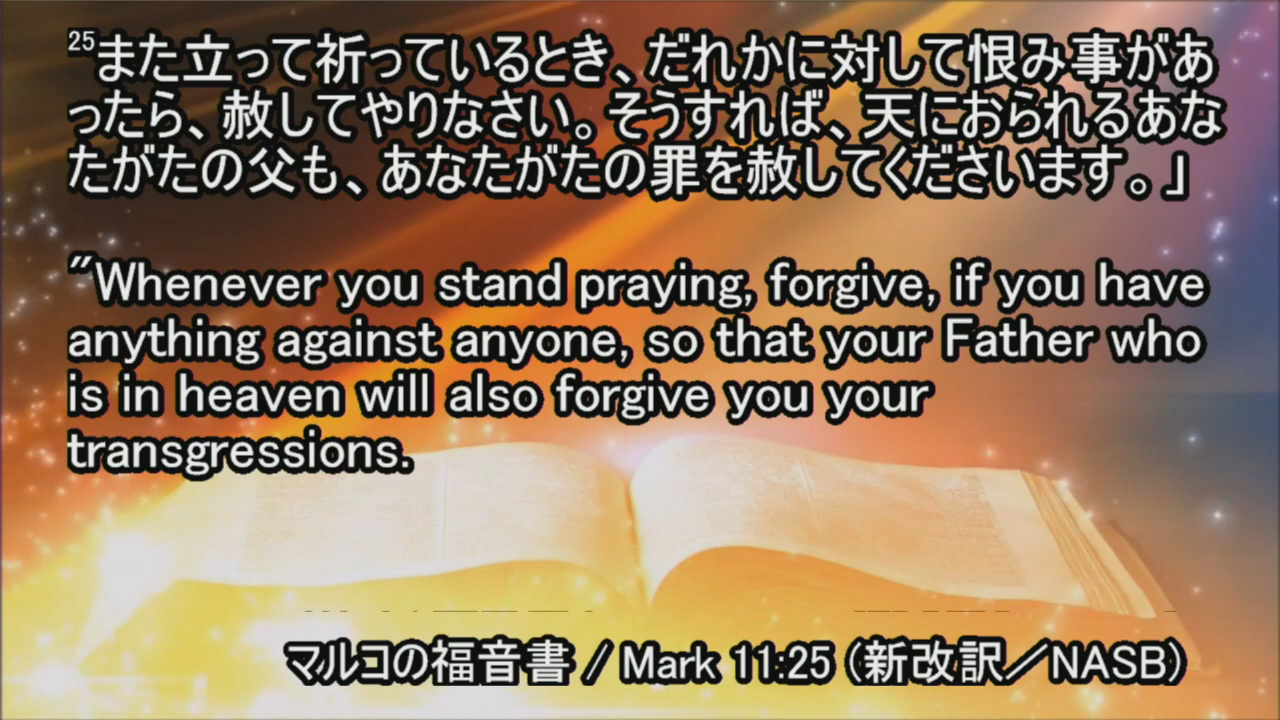 25また立って祈っているとき、だれかに対して恨み事があ
ったら、赦してやりなさい。そうすれば、天におられるあな
たがたの父も、あなたがたの罪を赦してくださいます。」
"Whenever you stand praying, forgive, if you have
anything against anyone, so that your Father who
is in heaven will also forgive you your
transgressions.
マルコの福音書 / Mark 11:25 (新改訳／NASB)